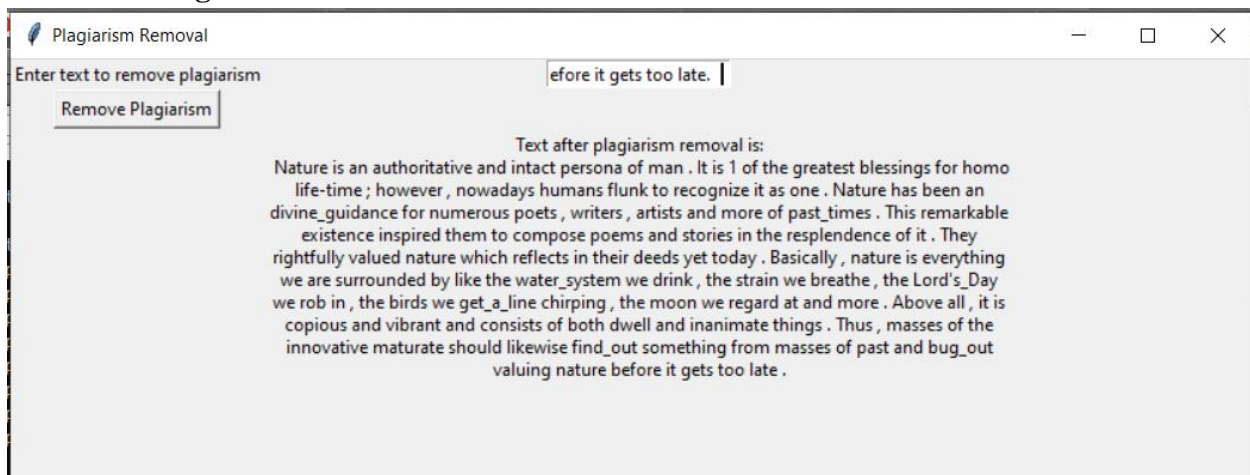 Plagiarism Removal
Enter text to remove plagiarism
efore it gets too late.
Remove Plagiarism
Text after plagiarism removal is:
Nature is an authoritative and intact persona of man . It is 1 of the greatest blessings for homo
life-time ; however , nowadays humans flunk to recognize it as one . Nature has been an
divine_guidance for numerous poets , writers , artists and more of past_times . This remarkable
existence inspired them to compose poems and stories in the resplendence of it . They
rightfully valued nature which reflects in their deeds yet today . Basically , nature is everything
we are surrounded by like the water_system we drink , the strain we breathe , the Lord's_Day
we rob in , the birds we get_a_line chirping , the moon we regard at and more . Above all , it is
copious and vibrant and consists of both dwell and inanimate things . Thus , masses of the
innovative maturate should likewise find_out something from masses of past and bug_out
valuing nature before it gets too late .